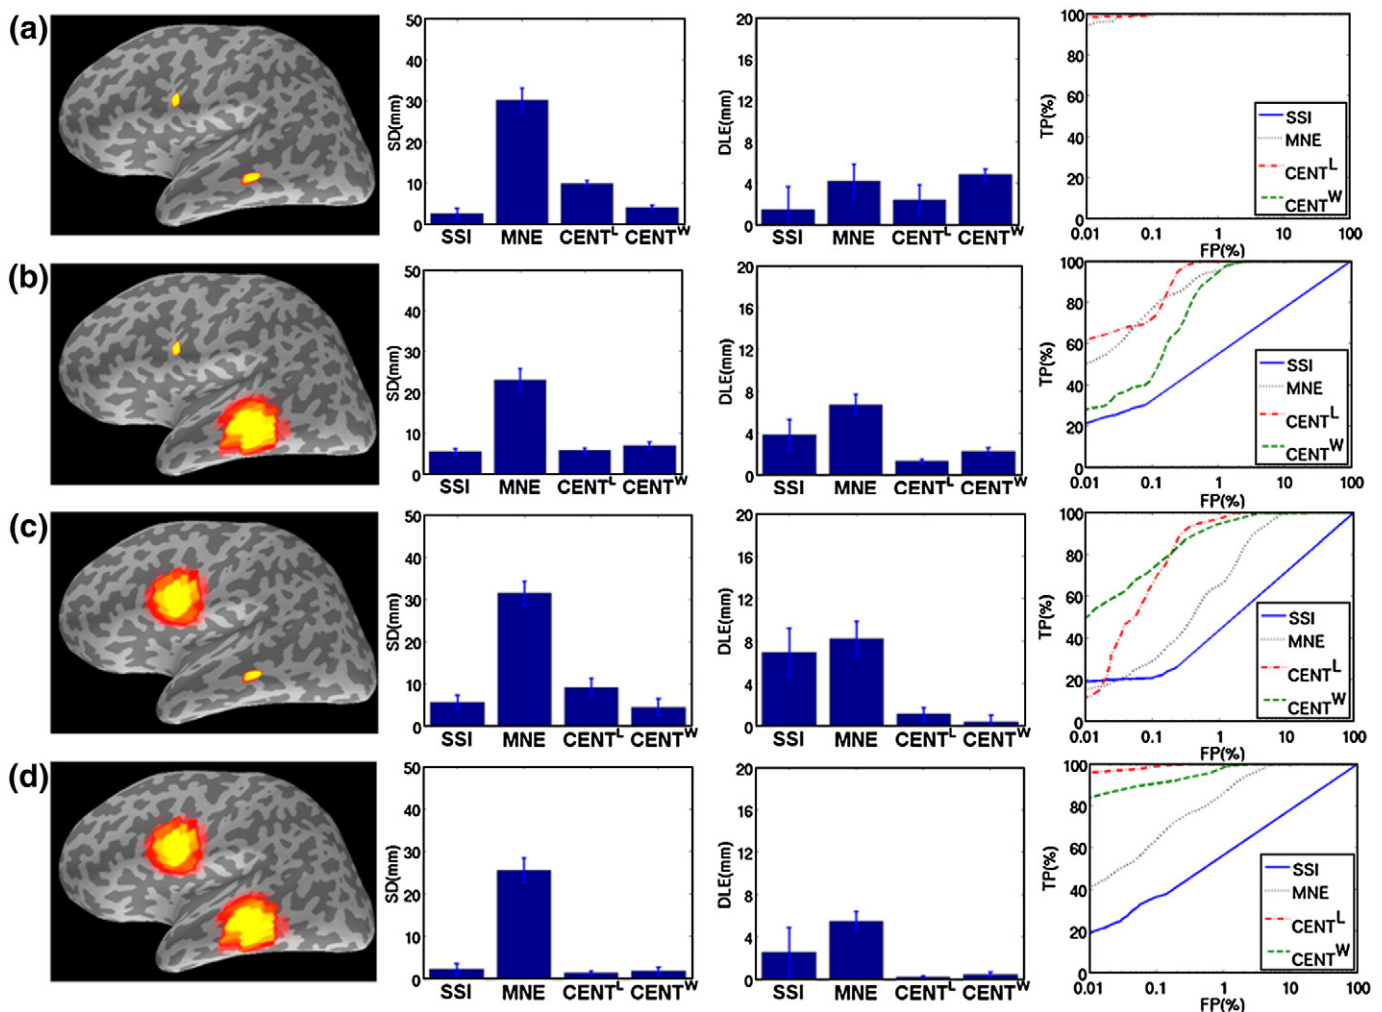 (a)
50
40
30
20
10
0
SD(mm)
SSI MNE CENT^L CENT^W
20
16
12
8
4
0
DLE(mm)
SSI MNE CENT^L CENT^W
100
80
60
40
20
0
TP(%)
SSI
MNE
CENT^L
CENT^W
0.01 0.1 1 10 100
FP(%)
(b)
50
40
30
20
10
0
SD(mm)
SSI MNE CENT^L CENT^W
20
16
12
8
4
0
DLE(mm)
SSI MNE CENT^L CENT^W
100
80
60
40
20
0
TP(%)
SSI
MNE
CENT^L
CENT^W
0.01 0.1 1 10 100
FP(%)
(c)
50
40
30
20
10
0
SD(mm)
SSI MNE CENT^L CENT^W
20
16
12
8
4
0
DLE(mm)
SSI MNE CENT^L CENT^W
100
80
60
40
20
0
TP(%)
SSI
MNE
CENT^L
CENT^W
0.01 0.1 1 10 100
FP(%)
(d)
50
40
30
20
10
0
SD(mm)
SSI MNE CENT^L CENT^W
20
16
12
8
4
0
DLE(mm)
SSI MNE CENT^L CENT^W
100
80
60
40
20
0
TP(%)
SSI
MNE
CENT^L
CENT^W
0.01 0.1 1 10 100
FP(%)